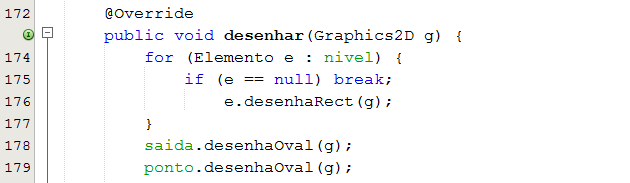 172 @Override
public void desenhar(Graphics2D g) {
174 for (Elemento e : nivel) {
175 if (e == null) break;
176 e.desenhaRect(g);
177 }
178 saida.desenhaOval(g);
179 ponto.desenhaOval(g);